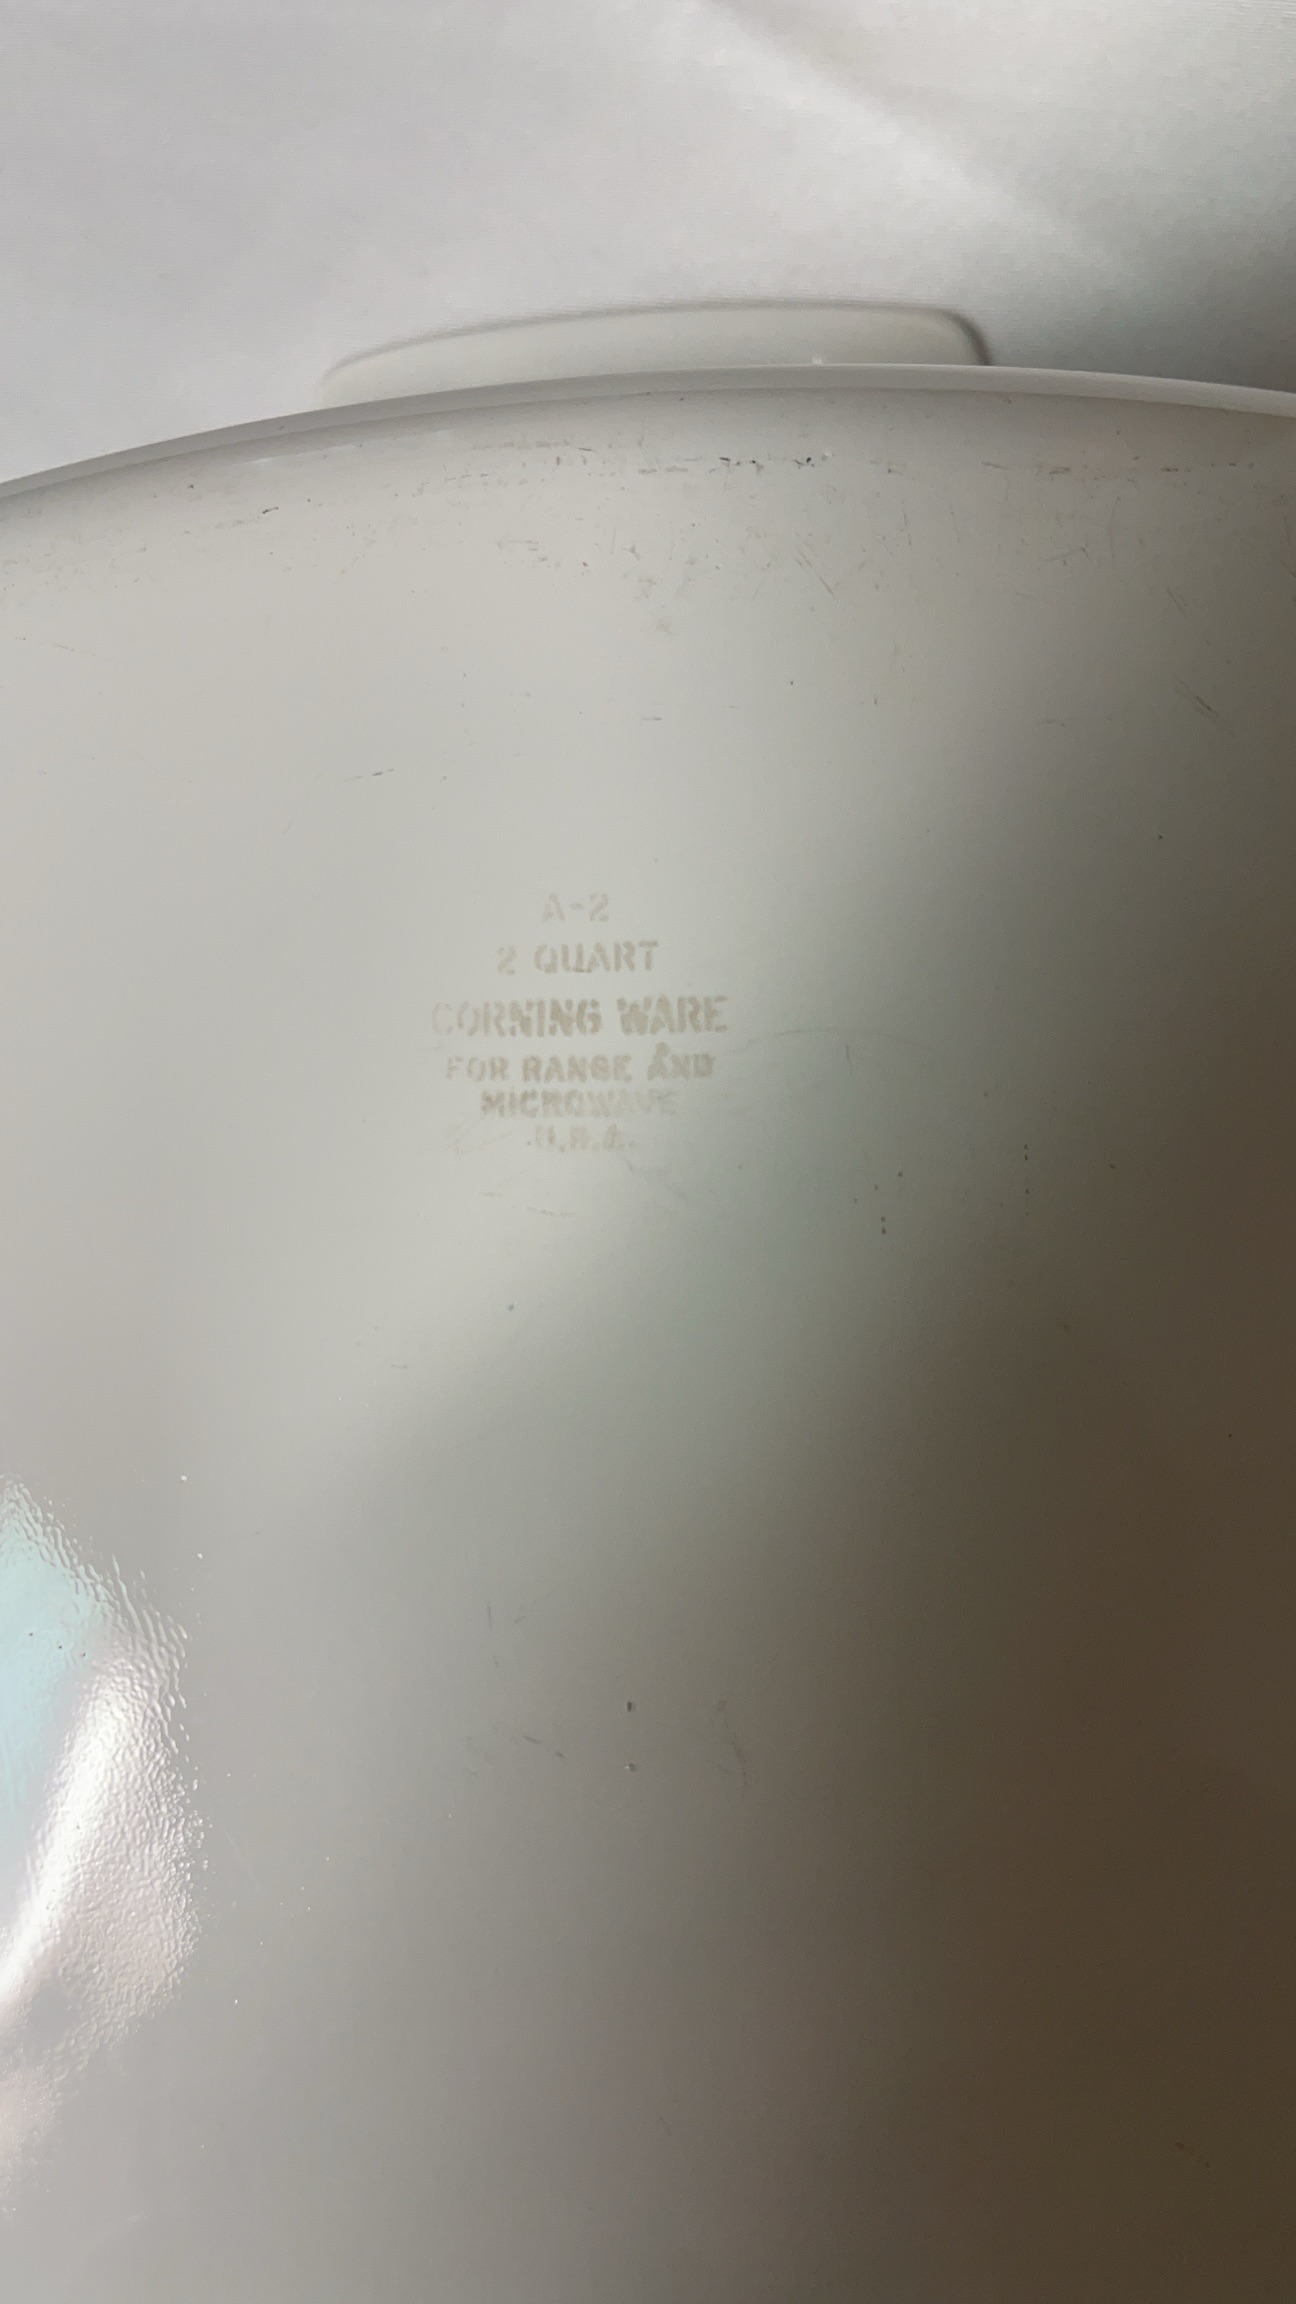 A-2
2 QUART
CORNING WARE
FOR RANGE AND
MICROWAVE
U.S.A.